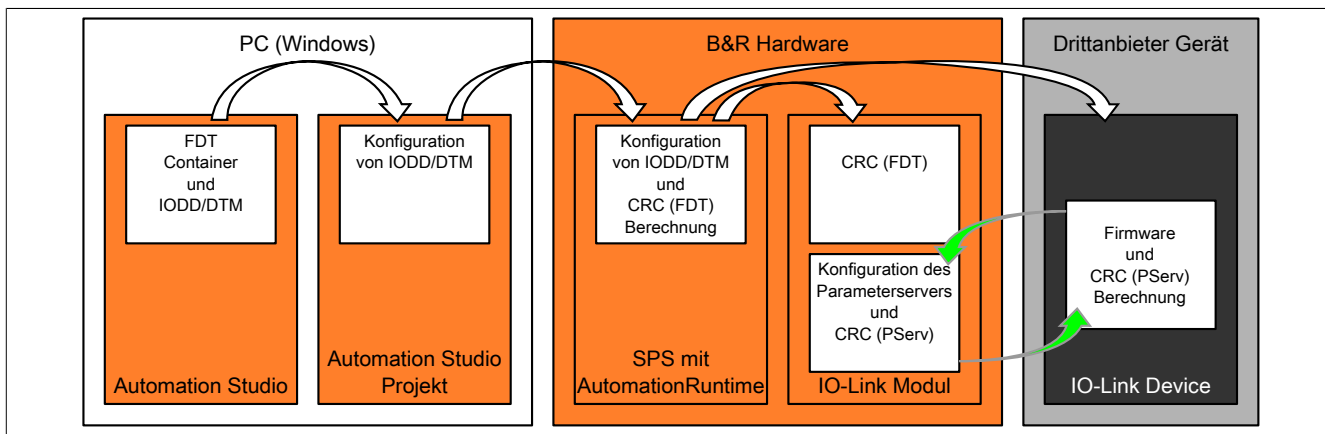 PC (Windows)
B&R Hardware
Drittanbieter Gerät
FDT
Container
und
IODD/DTM
Automation Studio
Konfiguration
von IODD/DTM
Automation Studio
Projekt
Konfiguration
von IODD/DTM
und
CRC (FDT)
Berechnung
SPS mit
AutomationRuntime
CRC (FDT)
Konfiguration des
Parameterservers
und
CRC (PServ)
IO-Link Modul
Firmware
und
CRC (PServ)
Berechnung
IO-Link Device